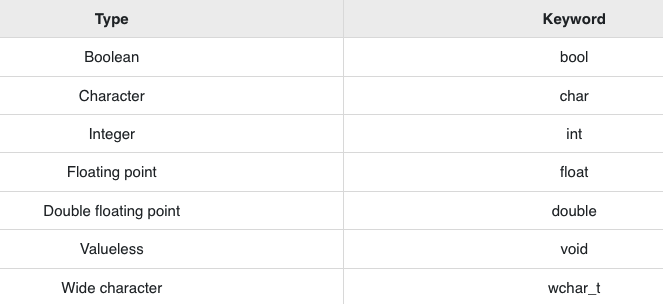 Type Keyword
Boolean bool
Character char
Integer int
Floating point float
Double floating point double
Valueless void
Wide character wchar_t